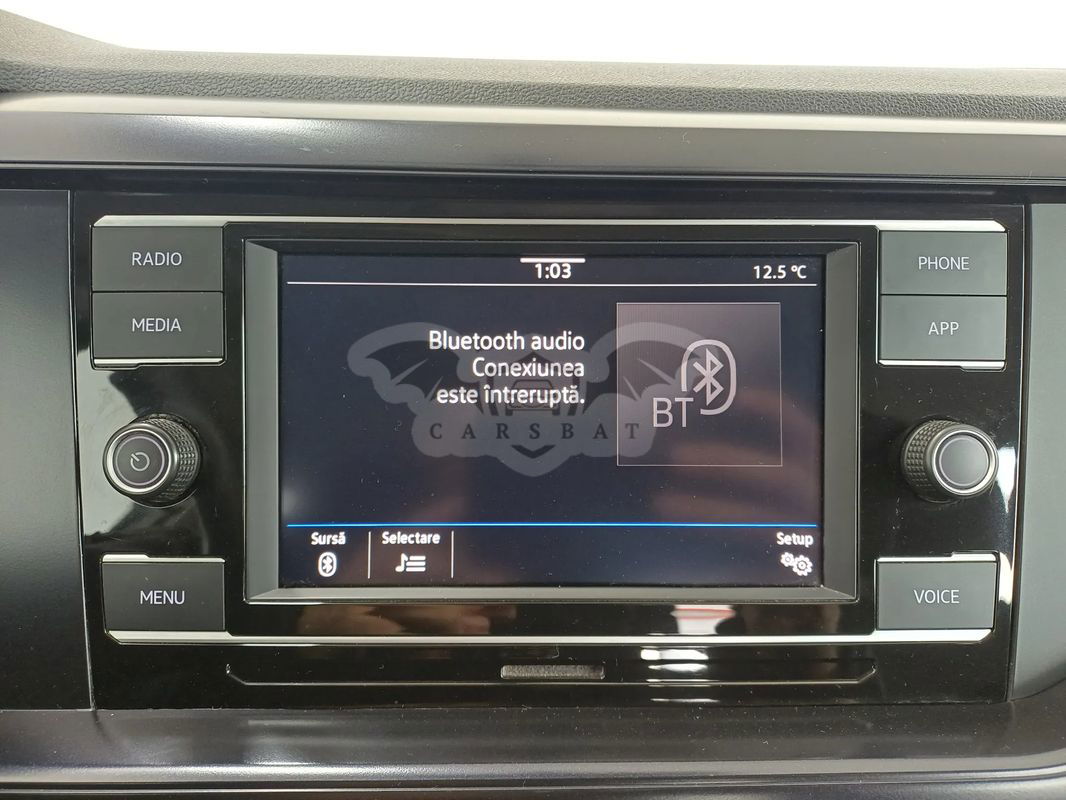 RADIO
MEDIA
MENU
1:03
12.5 °C
Bluetooth audio
Conexiunea
este întreruptă.
BT
CARSBAT
Sursă
Selectare
Setup
PHONE
APP
VOICE